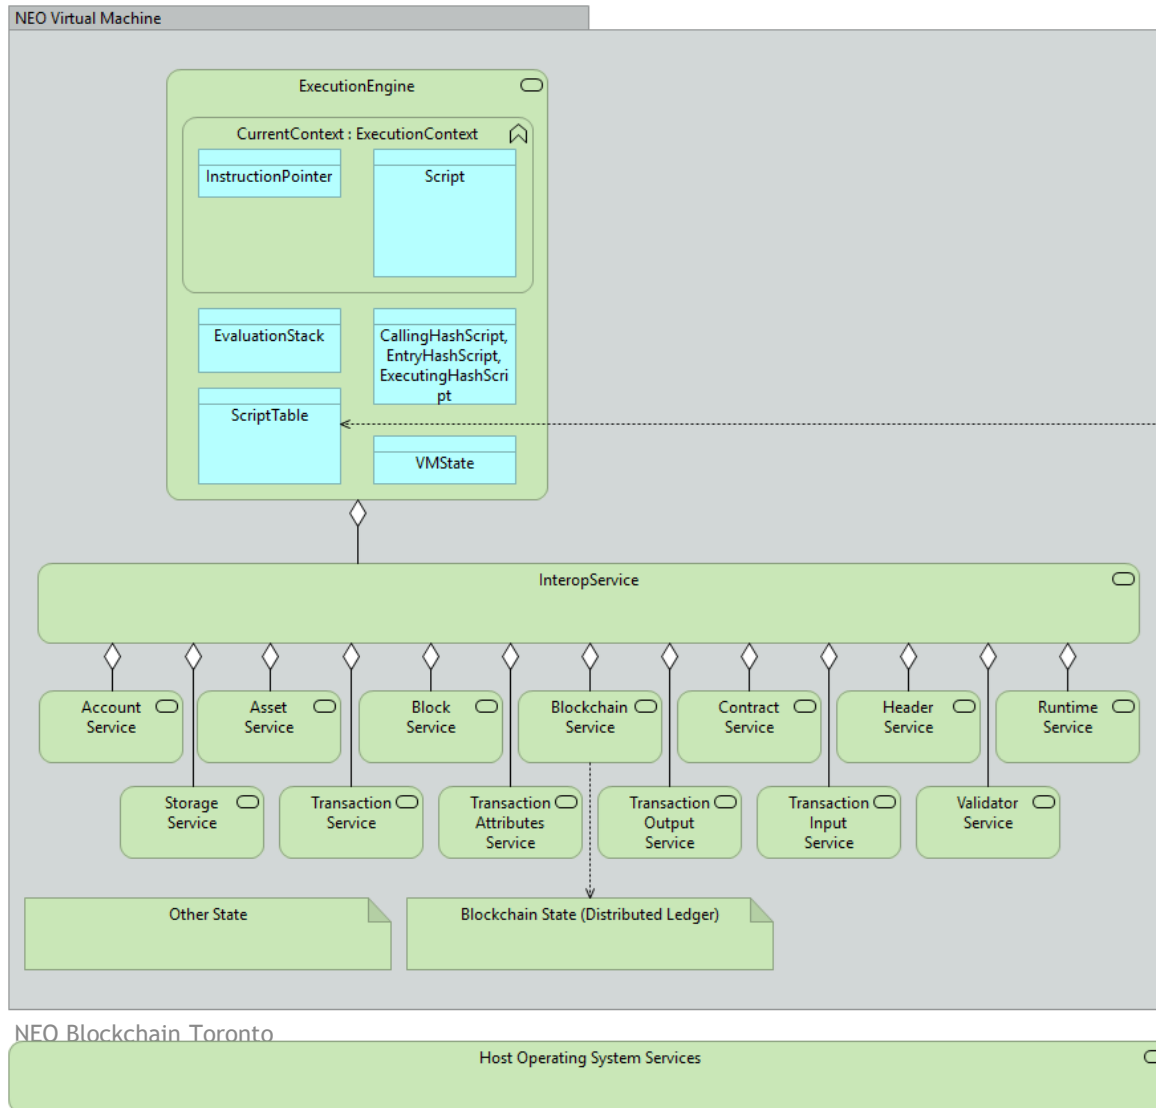 NEO Virtual Machine
ExecutionEngine
CurrentContext : ExecutionContext
InstructionPointer
Script
EvaluationStack
CallingHashScript,
EntryHashScript,
ExecutingHashScri
pt
ScriptTable
VMState
InteropService
Account
Service
Asset
Service
Block
Service
Blockchain
Service
Contract
Service
Header
Service
Runtime
Service
Storage
Service
Transaction
Service
Transaction
Attributes
Service
Transaction
Output
Service
Transaction
Input
Service
Validator
Service
Other State
Blockchain State (Distributed Ledger)
NEO Blockchain Toronto
Host Operating System Services